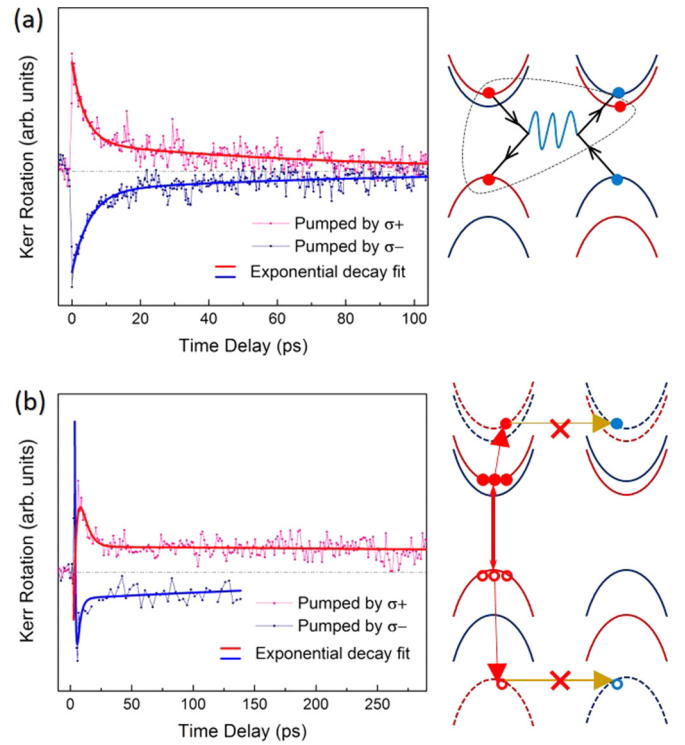 (a)
Kerr Rotation (arb. units)
Pumped by σ+
Pumped by σ−
Exponential decay fit
0 20 40 60 80 100
Time Delay (ps)
(b)
Kerr Rotation (arb. units)
Pumped by σ+
Pumped by σ−
Exponential decay fit
0 50 100 150 200 250
Time Delay (ps)